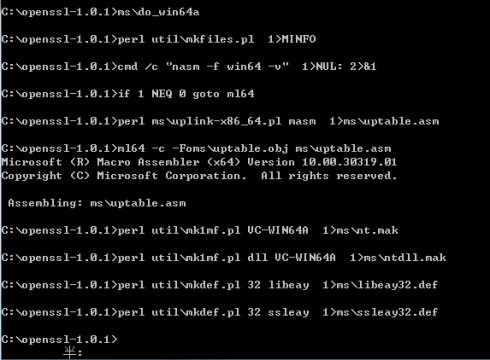 C:\openssl-1.0.1>ms\do_win64a
C:\openssl-1.0.1>perl util\mkfiles.pl  1>MINFO
C:\openssl-1.0.1>cmd /c "nasm -f win64 -v"  1>NUL: 2>&1
C:\openssl-1.0.1>if 1 NEQ 0 goto ml64
C:\openssl-1.0.1>perl ms\uplink-x86_64.pl masm  1>ms\uptable.asm
C:\openssl-1.0.1>ml64 -c -Foms\uptable.obj ms\uptable.asm
Microsoft (R) Macro Assembler (x64) Version 10.00.30319.01
Copyright (C) Microsoft Corporation.  All rights reserved.
Assembling: ms\uptable.asm
C:\openssl-1.0.1>perl util\mk1mf.pl VC-WIN64A  1>ms\nt.mak
C:\openssl-1.0.1>perl util\mk1mf.pl dll VC-WIN64A  1>ms\ntdll.mak
C:\openssl-1.0.1>perl util\mkdef.pl 32 libeay  1>ms\libeay32.def
C:\openssl-1.0.1>perl util\mkdef.pl 32 ssleay  1>ms\ssleay32.def
C:\openssl-1.0.1>
半: